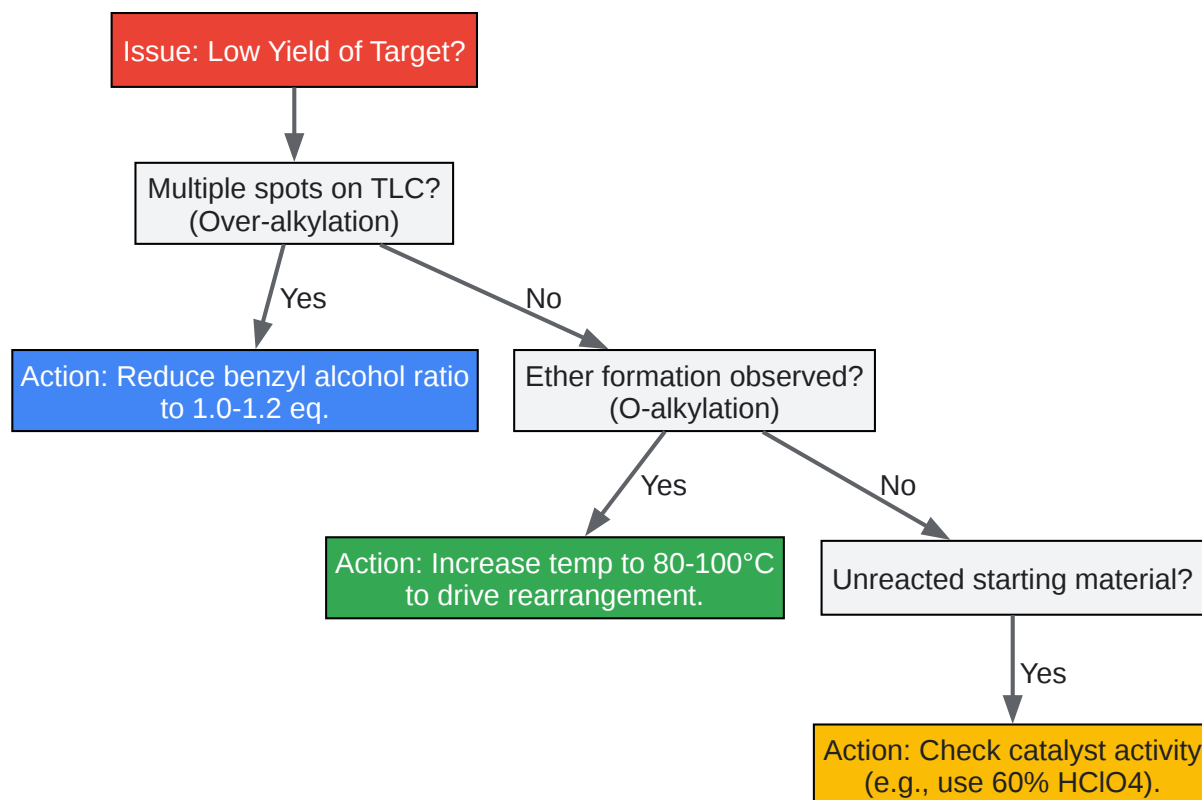 Issue: Low Yield of Target?
Multiple spots on TLC?
(Over-alkylation)
Yes
No
Action: Reduce benzyl alcohol ratio
to 1.0-1.2 eq.
Ether formation observed?
(O-alkylation)
Yes
No
Action: Increase temp to 80-100°C
to drive rearrangement.
Unreacted starting material?
Yes
Action: Check catalyst activity
(e.g., use 60% HClO4).